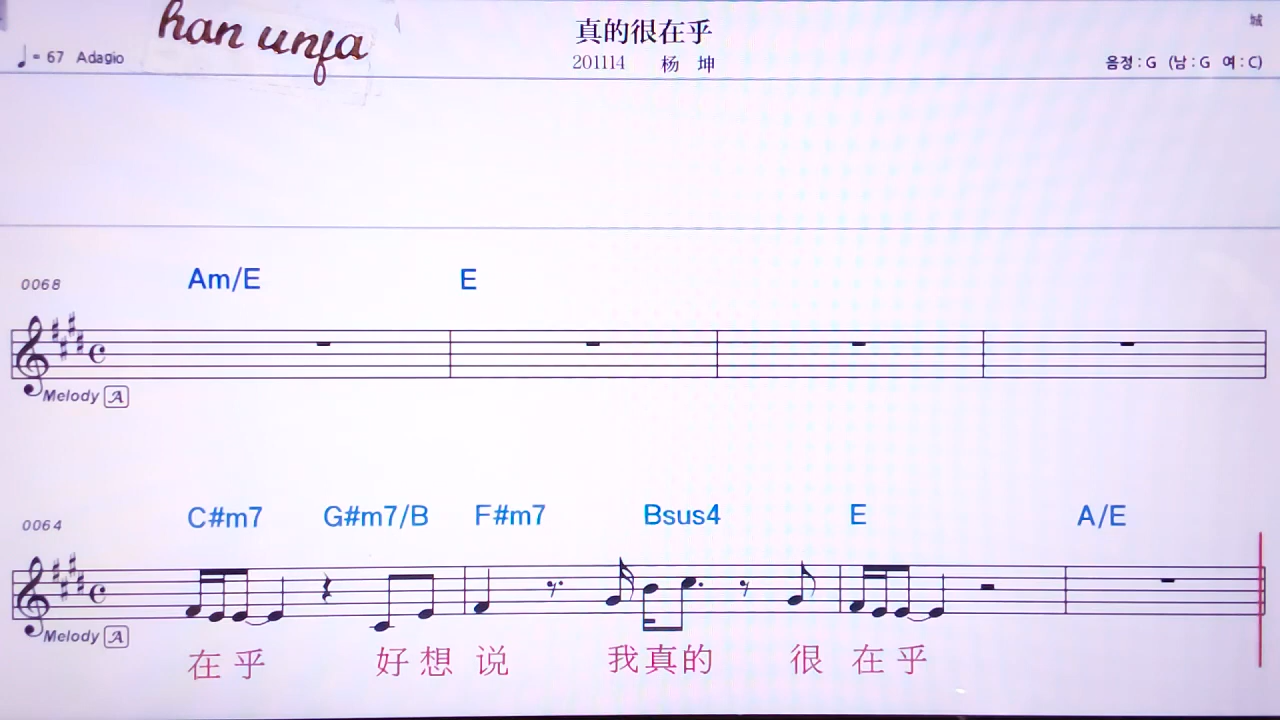 han unja
真的很在乎
城
♩= 67 Adagio
201114 杨 坤
음정 : G (남 : G 여 : C)
0068 Am/E E
Melody A
0064 C#m7 G#m7/B F#m7 Bsus4 E A/E
Melody A
在 乎 好 想 说 我 真 的 很 在 乎